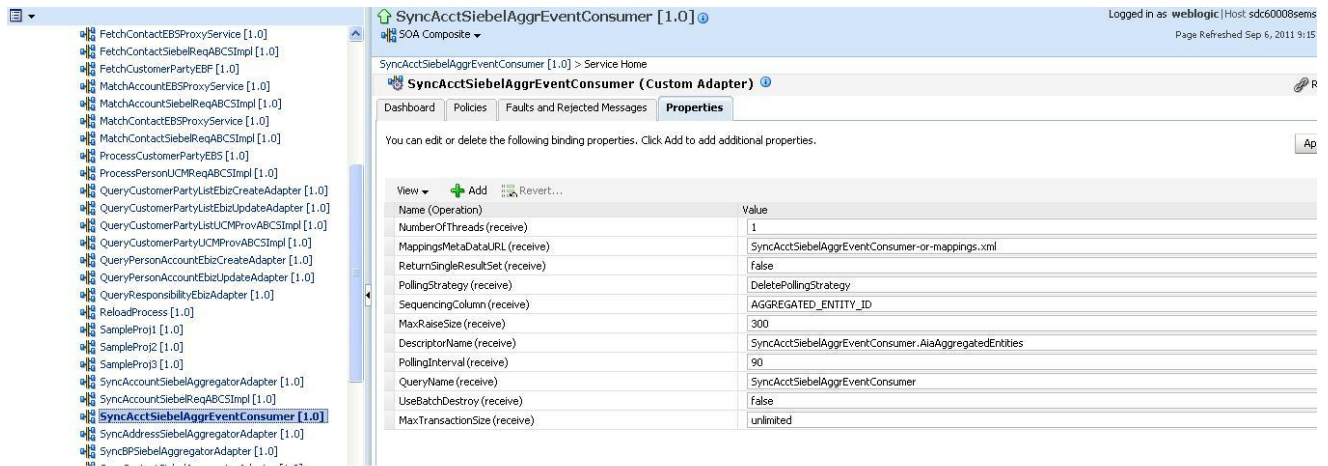 FetchContactEBSProxyService [1.0]
FetchContactSiebelReqABCSImpl [1.0]
FetchCustomerPartyEBF [1.0]
MatchAccountEBSProxyService [1.0]
MatchAccountSiebelReqABCSImpl [1.0]
MatchContactEBSProxyService [1.0]
MatchContactSiebelReqABCSImpl [1.0]
ProcessCustomerPartyEBS [1.0]
ProcessPersonUCMReqABCSImpl [1.0]
QueryCustomerPartyListEbizCreateAdapter [1.0]
QueryCustomerPartyListEbizUpdateAdapter [1.0]
QueryCustomerPartyListUCMProvABCSImpl [1.0]
QueryCustomerPartyUCMProvABCSImpl [1.0]
QueryPersonAccountEbizCreateAdapter [1.0]
QueryPersonAccountEbizUpdateAdapter [1.0]
QueryResponsibilityEbizAdapter [1.0]
ReloadProcess [1.0]
SampleProj1 [1.0]
SampleProj2 [1.0]
SampleProj3 [1.0]
SyncAccountSiebelAggregatorAdapter [1.0]
SyncAccountSiebelReqABCSImpl [1.0]
SyncAcctSiebelAggrEventConsumer [1.0]
SyncAddressSiebelAggregatorAdapter [1.0]
SyncBPSiebelAggregatorAdapter [1.0]
SyncAcctSiebelAggrEventConsumer [1.0]
Logged in as weblogic|Host sdc60008sems
SOA Composite
Page Refreshed Sep 6, 2011 9:15
SyncAcctSiebelAggrEventConsumer [1.0] > Service Home
SyncAcctSiebelAggrEventConsumer (Custom Adapter)
R
Dashboard Policies Faults and Rejected Messages Properties
You can edit or delete the following binding properties. Click Add to add additional properties.
Ap
View Add Revert...
Name (Operation) Value
NumberOfThreads (receive) 1
MappingsMetaDataURL (receive) SyncAcctSiebelAggrEventConsumer-or-mappings.xml
ReturnSingleResultSet (receive) false
PollingStrategy (receive) DeletePollingStrategy
SequencingColumn (receive) AGGREGATED_ENTITY_ID
MaxRaiseSize (receive) 300
DescriptorName (receive) SyncAcctSiebelAggrEventConsumer.AiaAggregatedEntities
PollingInterval (receive) 90
QueryName (receive) SyncAcctSiebelAggrEventConsumer
UseBatchDestroy (receive) false
MaxTransactionSize (receive) unlimited